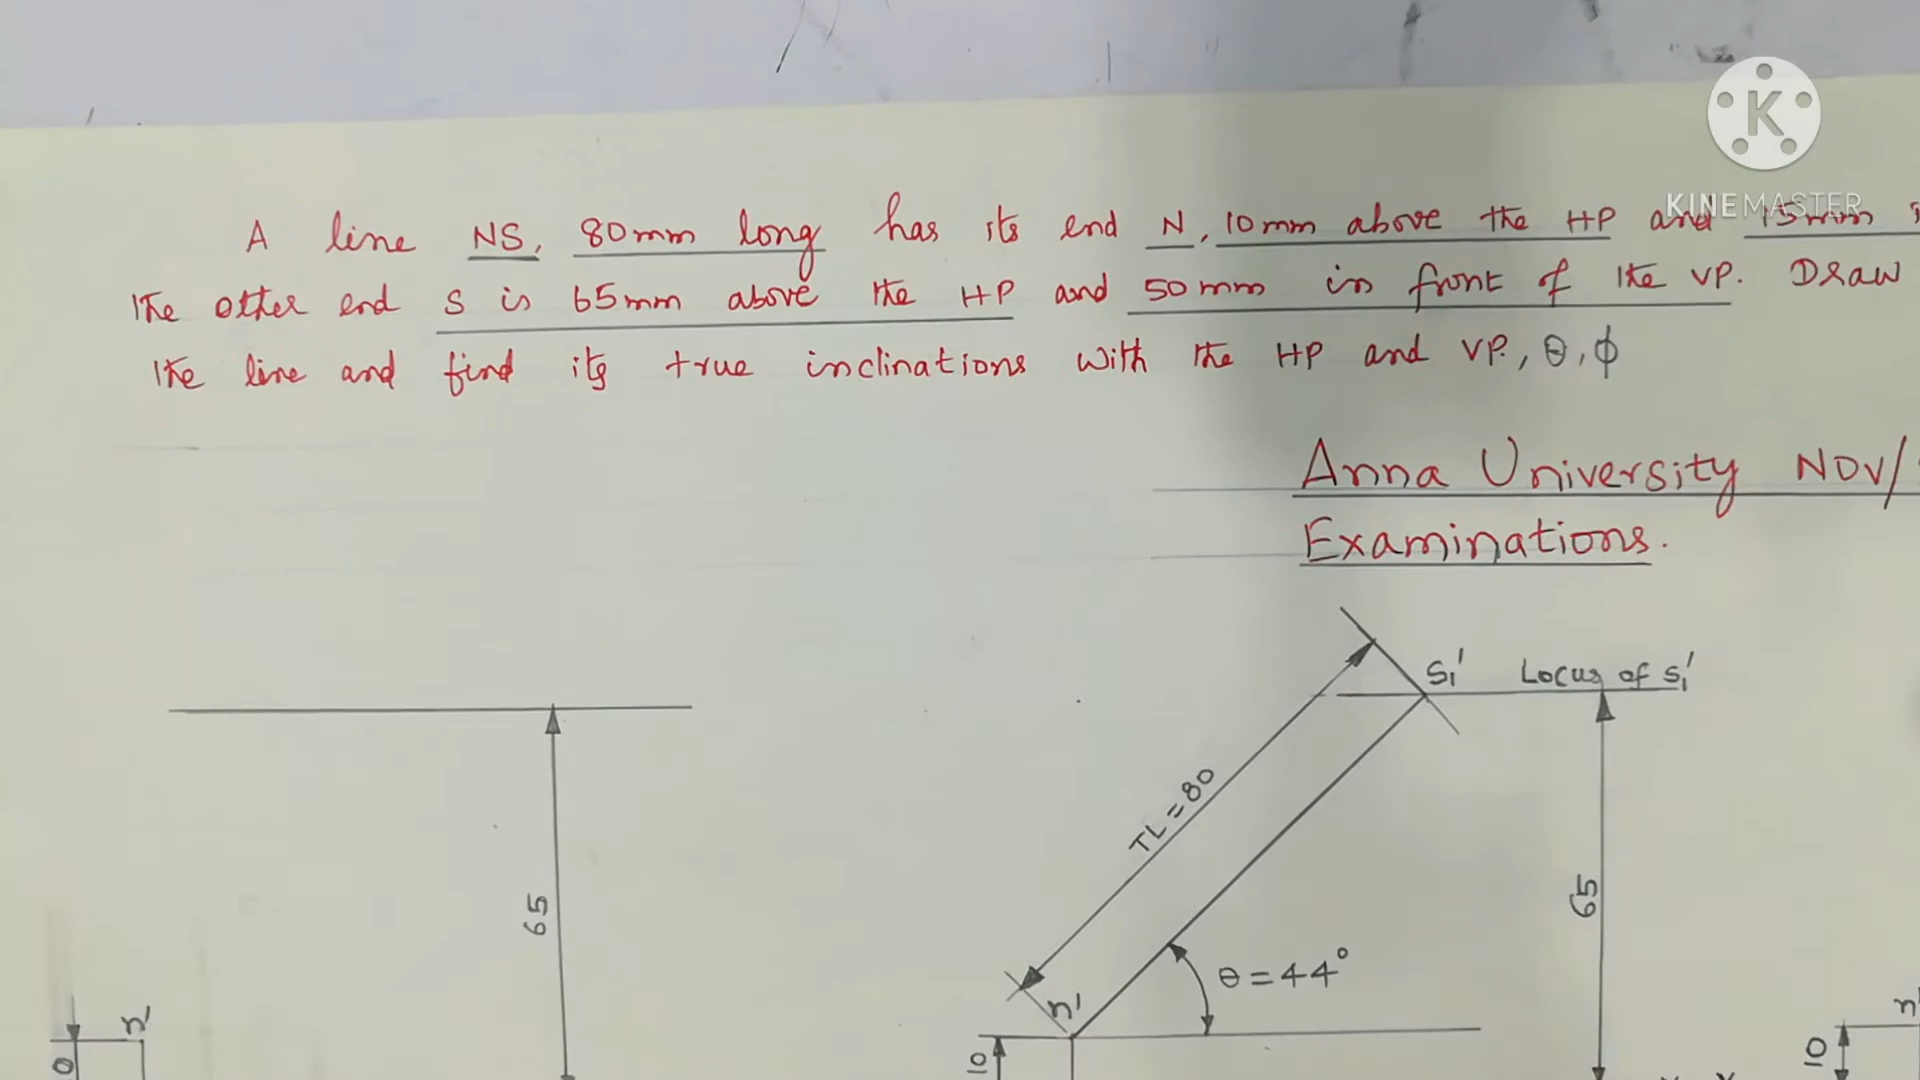 K
KINEMASTER
A line NS, 80mm long has its end N, 10mm above the HP and 15mm
the other end S is 65mm above the HP and 50mm in front of the VP. Draw
the line and find its true inclinations with the HP and VP, θ, φ
Anna University NOV/
Examinations.
S₁' Locus of s₁'
TL=80
65
65
θ=44°
n'
n'
n'
10
10